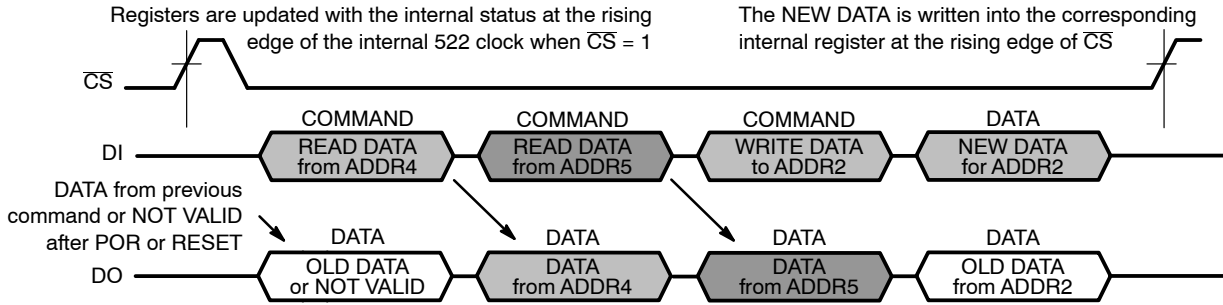 Registers are updated with the internal status at the rising
edge of the internal 522 clock when C̅S̅ = 1
The NEW DATA is written into the corresponding
internal register at the rising edge of C̅S̅
C̅S̅
COMMAND
COMMAND
COMMAND
DATA
DI
READ DATA
from ADDR4
READ DATA
from ADDR5
WRITE DATA
to ADDR2
NEW DATA
for ADDR2
DATA from previous
command or NOT VALID
after POR or RESET
DATA
DATA
DATA
DATA
DO
OLD DATA
or NOT VALID
DATA
from ADDR4
DATA
from ADDR5
OLD DATA
from ADDR2